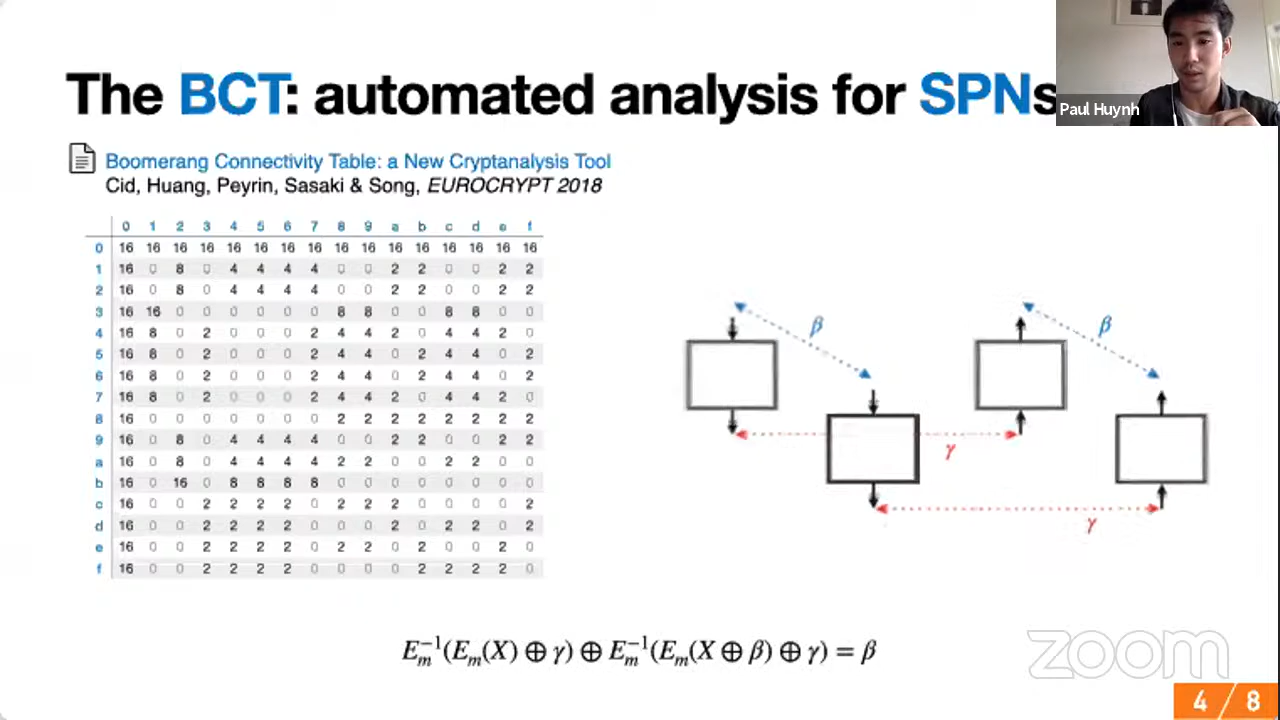 The BCT: automated analysis for SPNs
Paul Huynh
Boomerang Connectivity Table: a New Cryptanalysis Tool
Cid, Huang, Peyrin, Sasaki & Song, EUROCRYPT 2018
0 1 2 3 4 5 6 7 8 9 a b c d e f
0 16 16 16 16 16 16 16 16 16 16 16 16 16 16 16 16
1 16 0 8 0 4 4 4 4 0 0 2 2 0 0 2 2
2 16 0 8 0 4 4 4 4 0 0 2 2 0 0 2 2
3 16 16 0 0 0 0 0 0 8 8 0 0 8 8 0 0
4 16 8 0 2 0 0 0 2 4 4 2 0 4 4 2 0
5 16 8 0 2 0 0 0 2 4 4 0 2 4 4 0 2
6 16 8 0 2 0 0 0 2 4 4 0 2 4 4 0 2
7 16 8 0 2 0 0 0 2 4 4 2 0 4 4 2 0
8 16 0 0 0 0 0 0 0 2 2 2 2 2 2 2 2
9 16 0 8 0 4 4 4 4 0 0 2 2 0 0 2 2
a 16 0 8 0 4 4 4 4 2 2 0 0 2 2 0 0
b 16 0 16 0 8 8 8 8 0 0 0 0 0 0 0 0
c 16 0 0 2 2 2 2 0 2 2 2 0 0 0 0 2
d 16 0 0 2 2 2 2 0 0 0 2 0 2 2 0 2
e 16 0 0 2 2 2 2 0 2 2 0 2 0 0 2 0
f 16 0 0 2 2 2 2 0 0 0 0 2 2 2 2 0
β
β
γ
γ
E_m^{-1}(E_m(X) ⊕ γ) ⊕ E_m^{-1}(E_m(X ⊕ β) ⊕ γ) = β
zoom
4 / 8